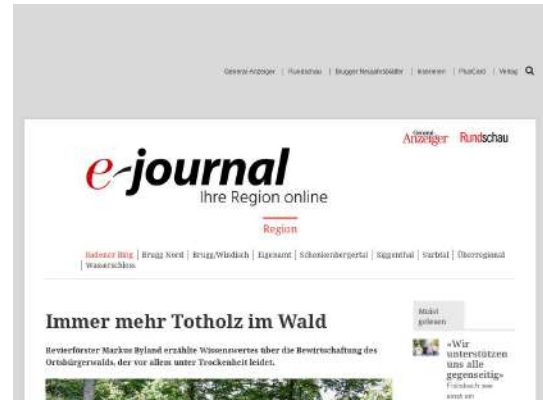 General Anzeiger | Rundschau | Brugger Neujahrsblätter | Inserieren | PlusCard | Verlag
General Anzeiger Rundschau
e-journal
Ihre Region online
Region
Badener Büg | Brugg Nord | Brugg/Windisch | Eigenamt | Schenkenbergertal | Siggenthal | Surbtal | Überregional
| Wasserschloss
Immer mehr Totholz im Wald
Meist
gelesen
Revierförster Markus Byland erzählte Wissenswertes über die Bewirtschaftung des
Ortsbürgerwalds, der vor allem unter Trockenheit leidet.
«Wir
unterstützen
uns alle
gegenseitig»